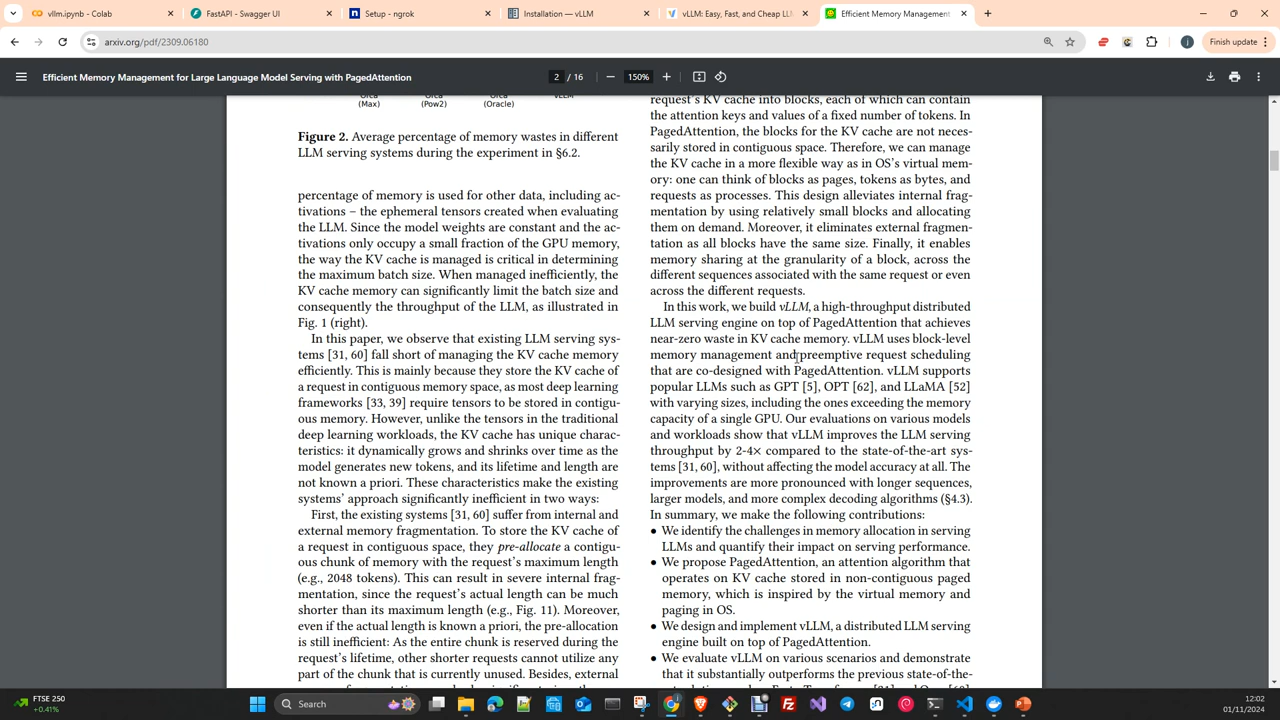 vllm.ipynb - Colab
FastAPI - Swagger UI
Setup - ngrok
Installation — vLLM
vLLM: Easy, Fast, and Cheap LL
Efficient Memory Management
arxiv.org/pdf/2309.06180
Finish update
Efficient Memory Management for Large Language Model Serving with PagedAttention
2 / 16
150%
(Max)
(Pow2)
(Oracle)
Figure 2. Average percentage of memory wastes in different
LLM serving systems during the experiment in §6.2.
percentage of memory is used for other data, including ac-
tivations – the ephemeral tensors created when evaluating
the LLM. Since the model weights are constant and the ac-
tivations only occupy a small fraction of the GPU memory,
the way the KV cache is managed is critical in determining
the maximum batch size. When managed inefficiently, the
KV cache memory can significantly limit the batch size and
consequently the throughput of the LLM, as illustrated in
Fig. 1 (right).
In this paper, we observe that existing LLM serving sys-
tems [31, 60] fall short of managing the KV cache memory
efficiently. This is mainly because they store the KV cache of
a request in contiguous memory space, as most deep learning
frameworks [33, 39] require tensors to be stored in contigu-
ous memory. However, unlike the tensors in the traditional
deep learning workloads, the KV cache has unique charac-
teristics: it dynamically grows and shrinks over time as the
model generates new tokens, and its lifetime and length are
not known a priori. These characteristics make the existing
systems' approach significantly inefficient in two ways:
First, the existing systems [31, 60] suffer from internal and
external memory fragmentation. To store the KV cache of
a request in contiguous space, they pre-allocate a contigu-
ous chunk of memory with the request's maximum length
(e.g., 2048 tokens). This can result in severe internal frag-
mentation, since the request's actual length can be much
shorter than its maximum length (e.g., Fig. 11). Moreover,
even if the actual length is known a priori, the pre-allocation
is still inefficient: As the entire chunk is reserved during the
request's lifetime, other shorter requests cannot utilize any
part of the chunk that is currently unused. Besides, external
request's KV cache into blocks, each of which can contain
the attention keys and values of a fixed number of tokens. In
PagedAttention, the blocks for the KV cache are not neces-
sarily stored in contiguous space. Therefore, we can manage
the KV cache in a more flexible way as in OS's virtual mem-
ory: one can think of blocks as pages, tokens as bytes, and
requests as processes. This design alleviates internal frag-
mentation by using relatively small blocks and allocating
them on demand. Moreover, it eliminates external fragmen-
tation as all blocks have the same size. Finally, it enables
memory sharing at the granularity of a block, across the
different sequences associated with the same request or even
across the different requests.
In this work, we build vLLM, a high-throughput distributed
LLM serving engine on top of PagedAttention that achieves
near-zero waste in KV cache memory. vLLM uses block-level
memory management and preemptive request scheduling
that are co-designed with PagedAttention. vLLM supports
popular LLMs such as GPT [5], OPT [62], and LLaMA [52]
with varying sizes, including the ones exceeding the memory
capacity of a single GPU. Our evaluations on various models
and workloads show that vLLM improves the LLM serving
throughput by 2-4× compared to the state-of-the-art sys-
tems [31, 60], without affecting the model accuracy at all. The
improvements are more pronounced with longer sequences,
larger models, and more complex decoding algorithms (§4.3).
In summary, we make the following contributions:
• We identify the challenges in memory allocation in serving
LLMs and quantify their impact on serving performance.
• We propose PagedAttention, an attention algorithm that
operates on KV cache stored in non-contiguous paged
memory, which is inspired by the virtual memory and
paging in OS.
• We design and implement vLLM, a distributed LLM serving
engine built on top of PagedAttention.
• We evaluate vLLM on various scenarios and demonstrate
that it substantially outperforms the previous state-of-the-
FTSE 250
+0.41%
Search
12:02
01/11/2024